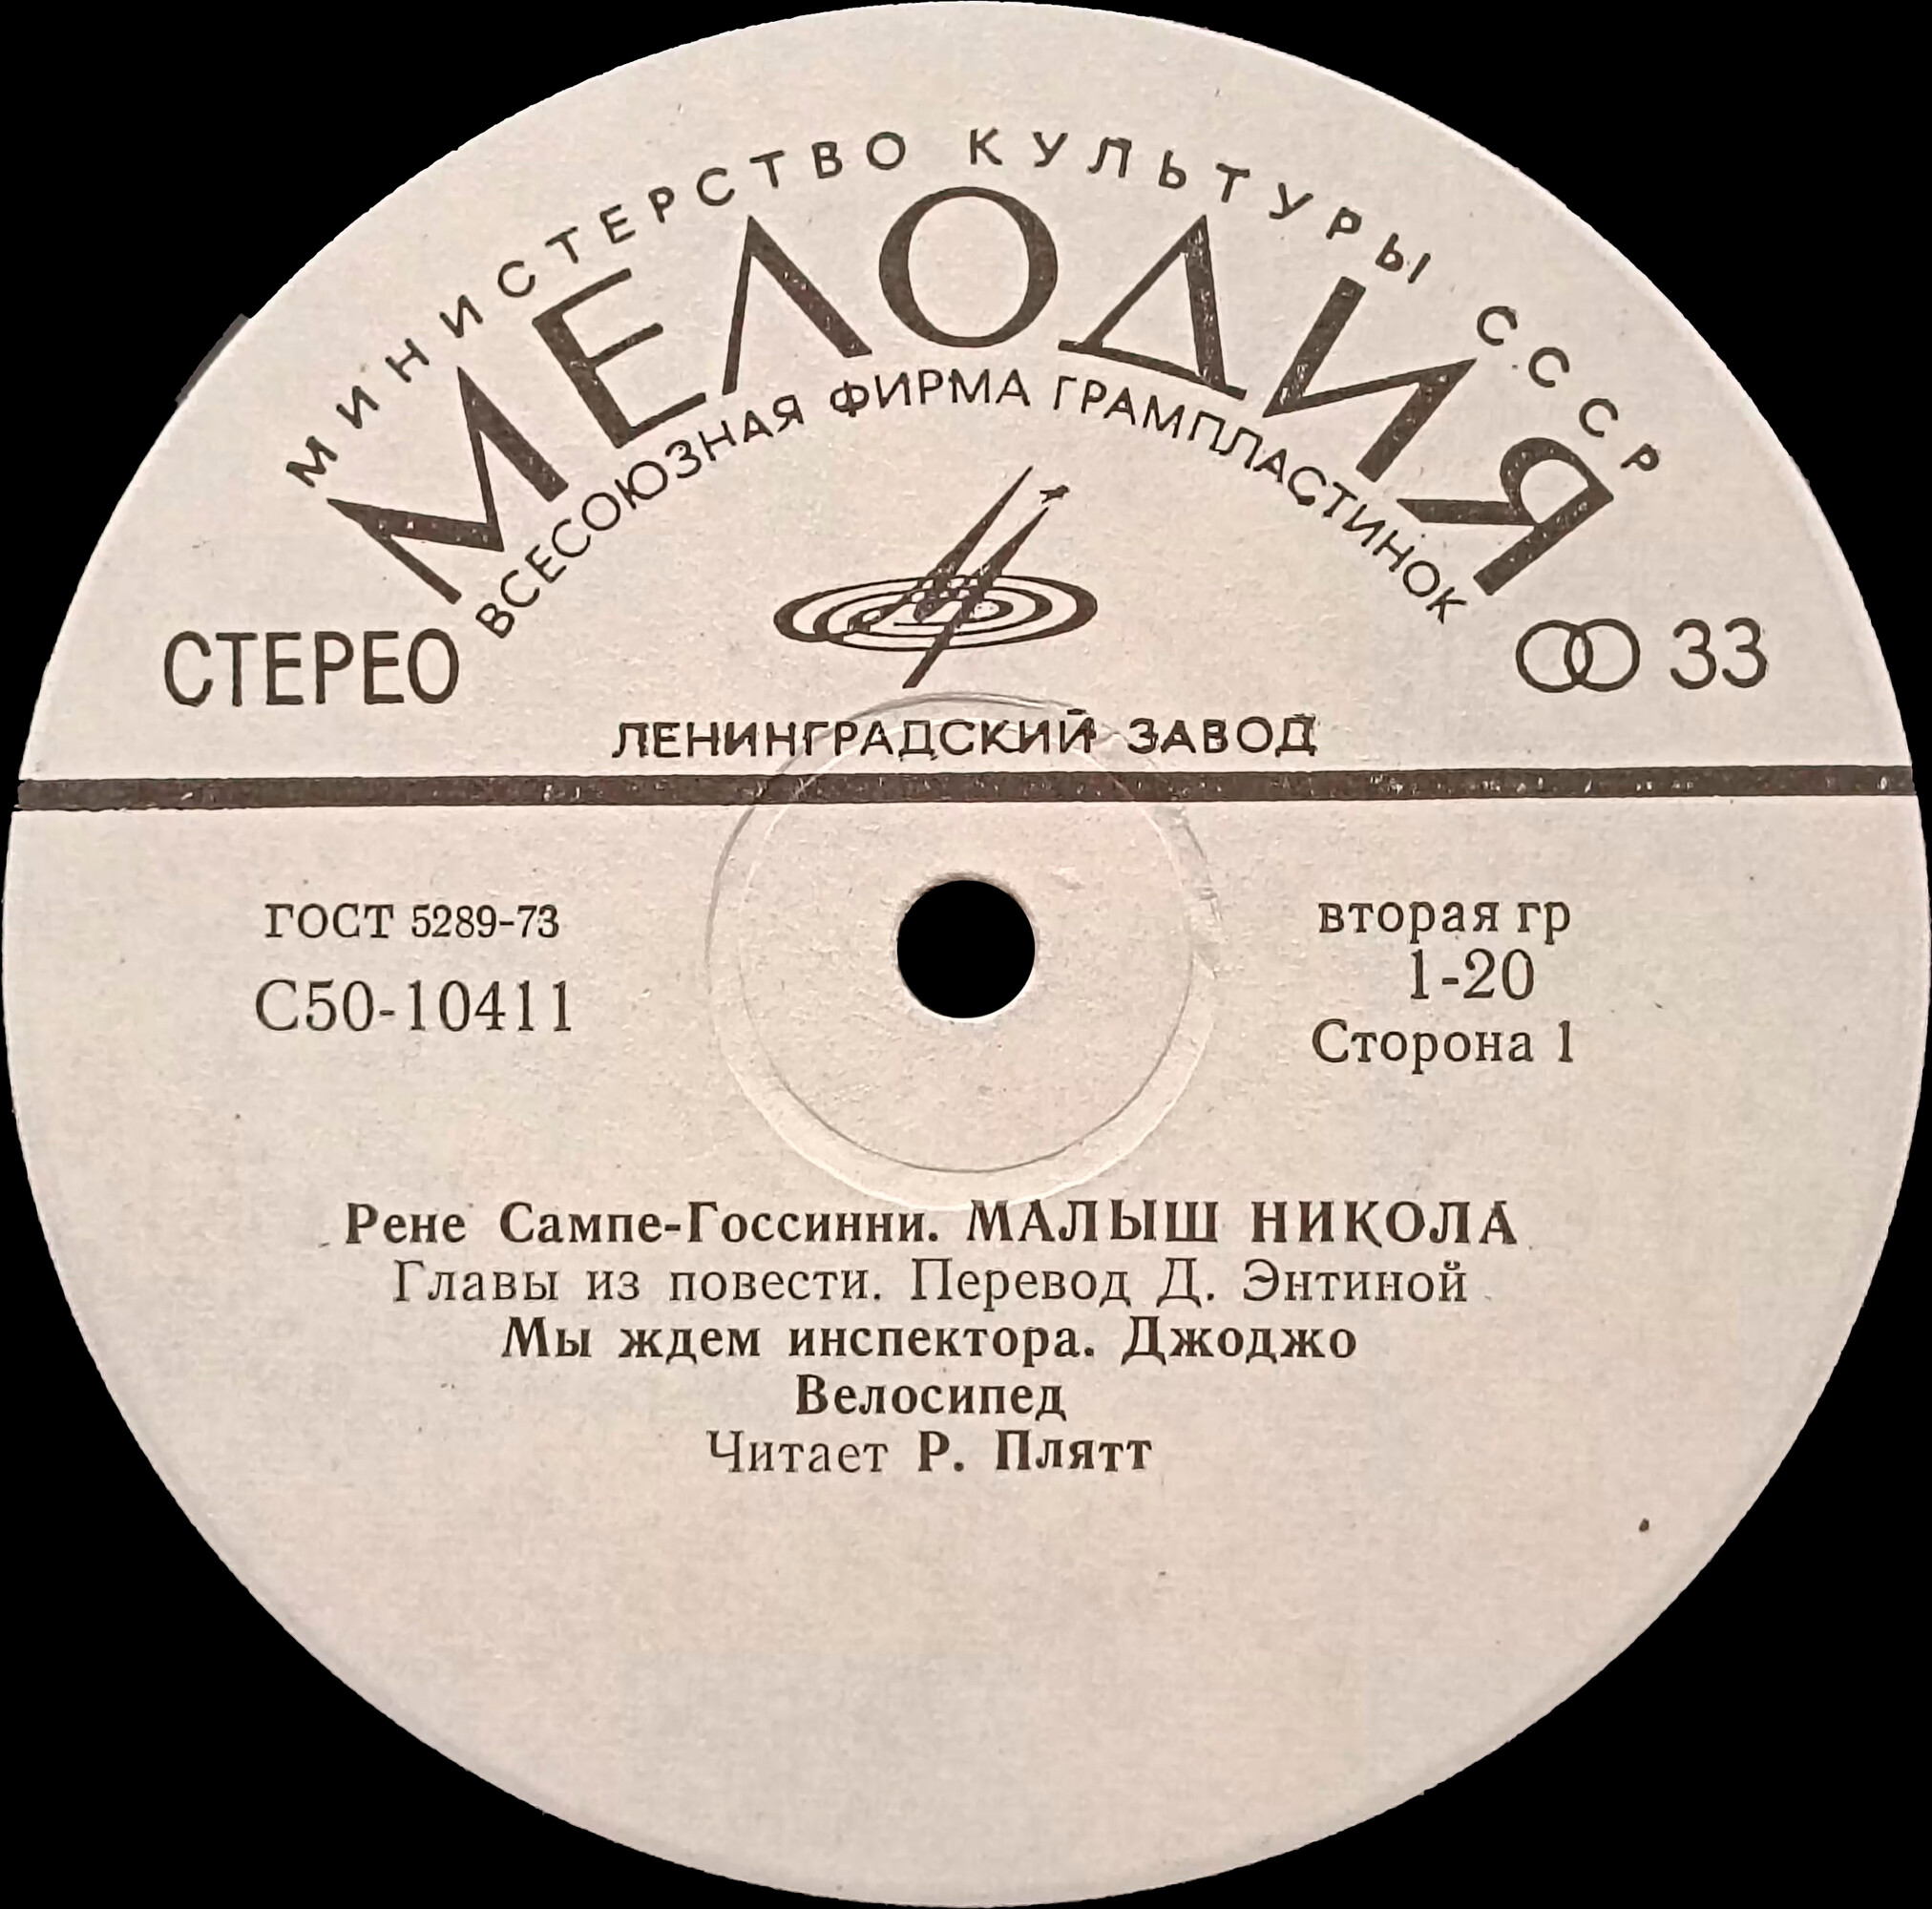 МИНИСТЕРСТВО КУЛЬТУРЫ СССР
МЕЛОДИЯ
ВСЕСОЮЗНАЯ ФИРМА ГРАМПЛАСТИНОК
СТЕРЕО
33
ЛЕНИНГРАДСКИЙ ЗАВОД
ГОСТ 5289-73
С50-10411
вторая гр
1-20
Сторона 1
Рене Сампе-Госсинни. МАЛЫШ НИКОЛА
Главы из повести. Перевод Д. Энтиной
Мы ждем инспектора. Джоджо
Велосипед
Читает Р. Плятт